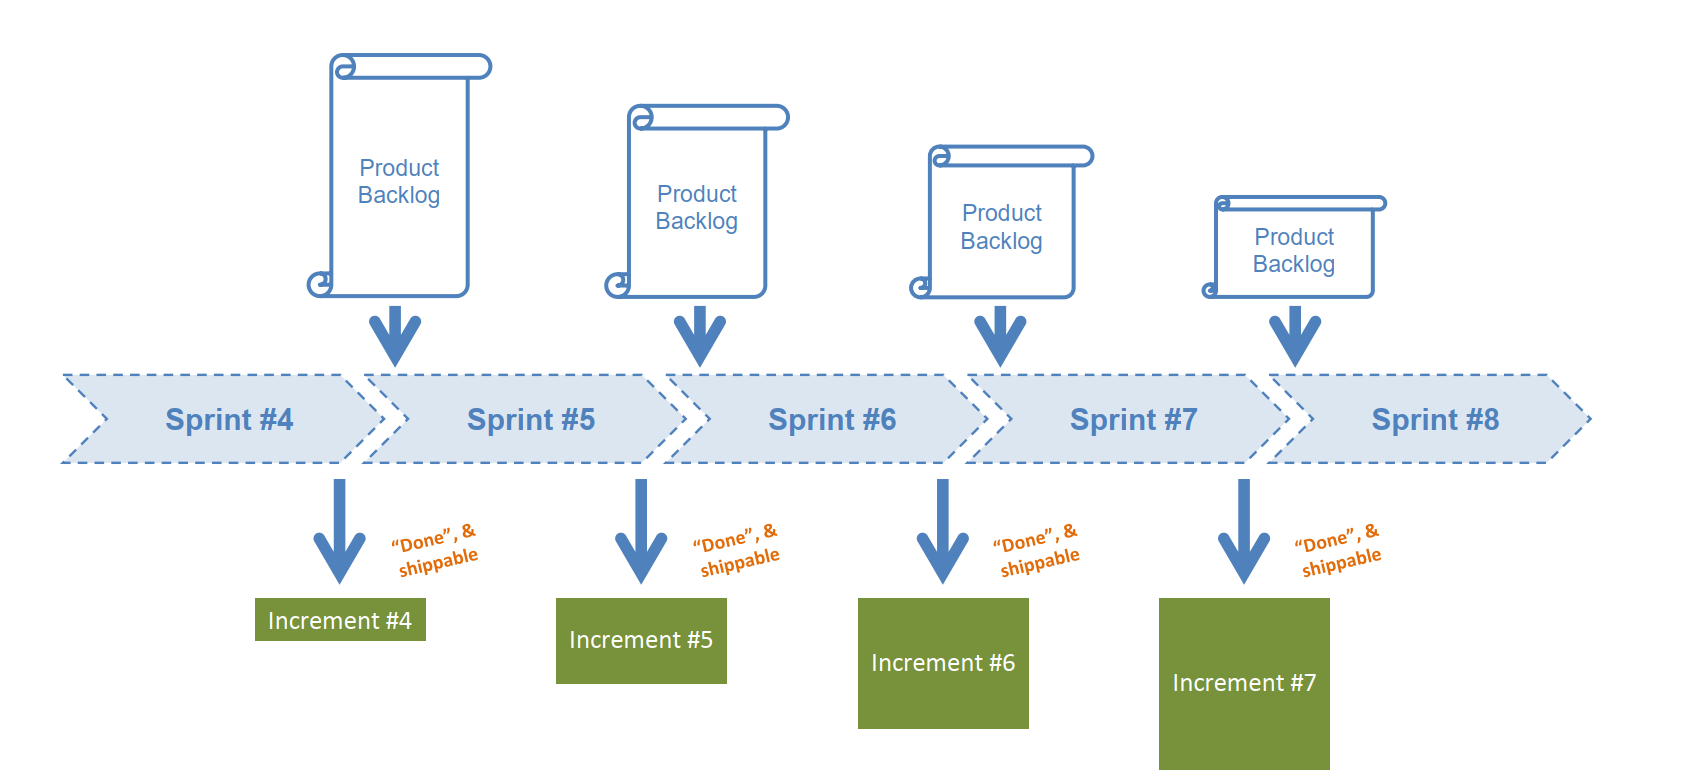 Product
Backlog
Product
Backlog
Product
Backlog
Product
Backlog
Sprint #4
Sprint #5
Sprint #6
Sprint #7
Sprint #8
“Done”, &
shippable
“Done”, &
shippable
“Done”, &
shippable
“Done”, &
shippable
Increment #4
Increment #5
Increment #6
Increment #7